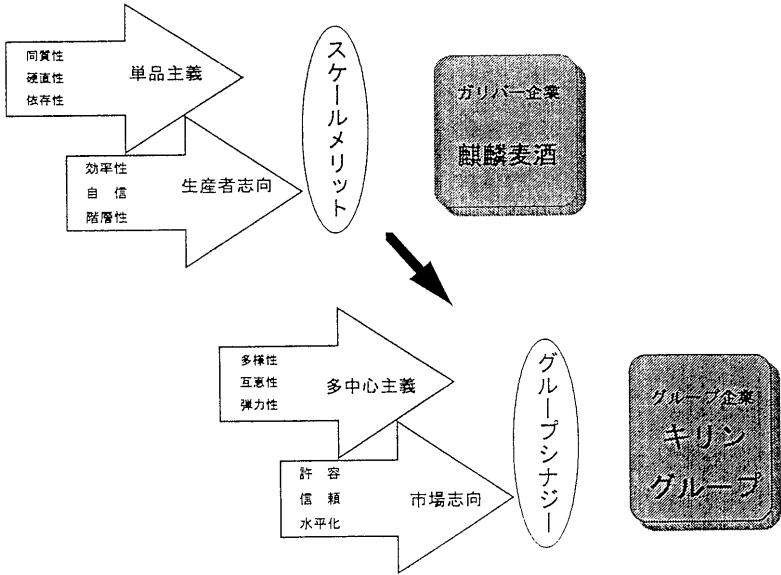 同質性
硬直性
依存性
単品主義
効率性
自　信
階層性
生産者志向
スケールメリット
ガリバー企業
麒麟麦酒
多様性
互恵性
弾力性
多中心主義
許　容
信　頼
水平化
市場志向
グループシナジー
グループ企業
キリン
グループ